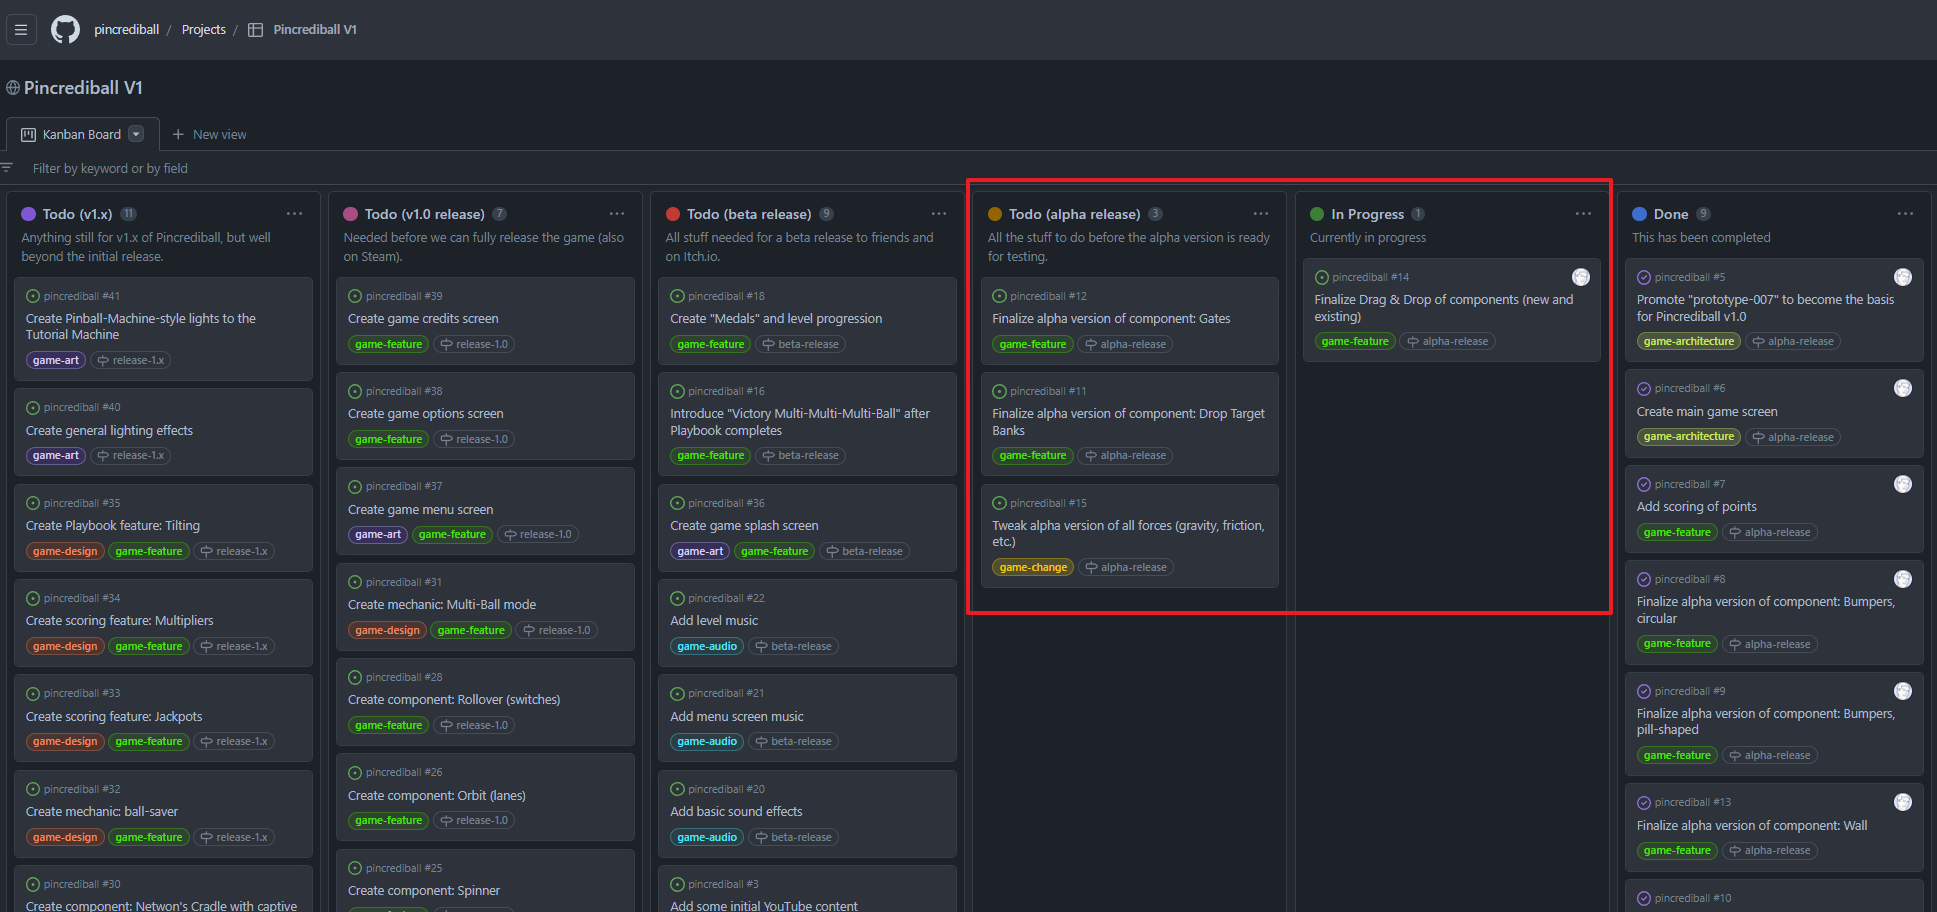 pincrediball / Projects / Pincrediball V1
Pincrediball V1
Kanban Board
New view
Filter by keyword or by field
Todo (v1.x) 11
Anything still for v1.x of Pincrediball, but well
beyond the initial release.
pincrediball #41
Create Pinball-Machine-style lights to the
Tutorial Machine
game-art release-1.x
pincrediball #40
Create general lighting effects
game-art release-1.x
pincrediball #35
Create Playbook feature: Tilting
game-design game-feature release-1.x
pincrediball #34
Create scoring feature: Multipliers
game-design game-feature release-1.x
pincrediball #33
Create scoring feature: Jackpots
game-design game-feature release-1.x
pincrediball #32
Create mechanic: ball-saver
game-design game-feature release-1.x
pincrediball #30
Create component: Netwon's Cradle with captive
Todo (v1.0 release) 7
Needed before we can fully release the game (also
on Steam).
pincrediball #39
Create game credits screen
game-feature release-1.0
pincrediball #38
Create game options screen
game-feature release-1.0
pincrediball #37
Create game menu screen
game-art game-feature release-1.0
pincrediball #31
Create mechanic: Multi-Ball mode
game-design game-feature release-1.0
pincrediball #28
Create component: Rollover (switches)
game-feature release-1.0
pincrediball #26
Create component: Orbit (lanes)
game-feature release-1.0
pincrediball #25
Create component: Spinner
Todo (beta release) 9
All stuff needed for a beta release to friends and
on Itch.io.
pincrediball #18
Create "Medals" and level progression
game-feature beta-release
pincrediball #16
Introduce "Victory Multi-Multi-Multi-Ball" after
Playbook completes
game-feature beta-release
pincrediball #36
Create game splash screen
game-art game-feature beta-release
pincrediball #22
Add level music
game-audio beta-release
pincrediball #21
Add menu screen music
game-audio beta-release
pincrediball #20
Add basic sound effects
game-audio beta-release
pincrediball #3
Add some initial YouTube content
Todo (alpha release) 3
All the stuff to do before the alpha version is ready
for testing.
pincrediball #12
Finalize alpha version of component: Gates
game-feature alpha-release
pincrediball #11
Finalize alpha version of component: Drop Target
Banks
game-feature alpha-release
pincrediball #15
Tweak alpha version of all forces (gravity, friction,
etc.)
game-change alpha-release
In Progress 1
Currently in progress
pincrediball #14
Finalize Drag & Drop of components (new and
existing)
game-feature alpha-release
Done 9
This has been completed
pincrediball #5
Promote "prototype-007" to become the basis
for Pincrediball v1.0
game-architecture alpha-release
pincrediball #6
Create main game screen
game-architecture alpha-release
pincrediball #7
Add scoring of points
game-feature alpha-release
pincrediball #8
Finalize alpha version of component: Bumpers,
circular
game-feature alpha-release
pincrediball #9
Finalize alpha version of component: Bumpers,
pill-shaped
game-feature alpha-release
pincrediball #13
Finalize alpha version of component: Wall
game-feature alpha-release
pincrediball #10